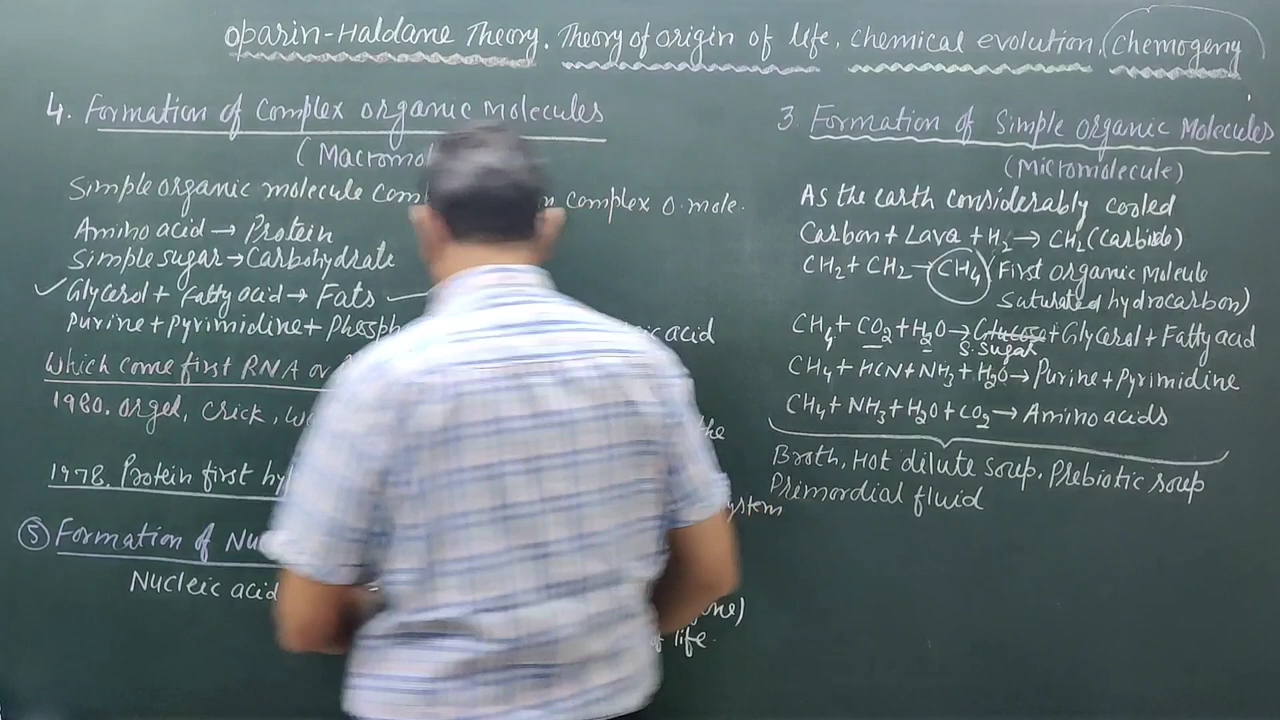 Oparin-Haldane Theory. Theory of origin of life, chemical evolution, Chemogeny
4. Formation of Complex organic molecules
(Macromo
Simple organic molecule com n complex o.mole.
Amino acid → Protein
Simple sugar → Carbohydrate
✓ Glycerol + Fatty acid → Fats
Purine + Pyrimidine + Phosph ic acid
Which come first RNA or
1980. Orgel, Crick, Wo
the
1978. Protein first hy
ystem
⑤ Formation of Nu
Nucleic acid
ne)
of life.
3. Formation of Simple organic Molecules
(Micromolecule)
As the earth considerably cooled
Carbon + Lava + H₂ → CH₂ (Carbide)
CH₂ + CH₂ → CH₄ (First organic Molecule
Saturated hydrocarbon)
CH₄ + CO₂ + H₂O → Glucose + Glycerol + Fatty acid
S. Sugar
CH₄ + HCN + NH₃ + H₂O → Purine + Pyrimidine
CH₄ + NH₃ + H₂O + CO₂ → Amino acids
Broth, Hot dilute soup, Prebiotic soup
Primordial fluid